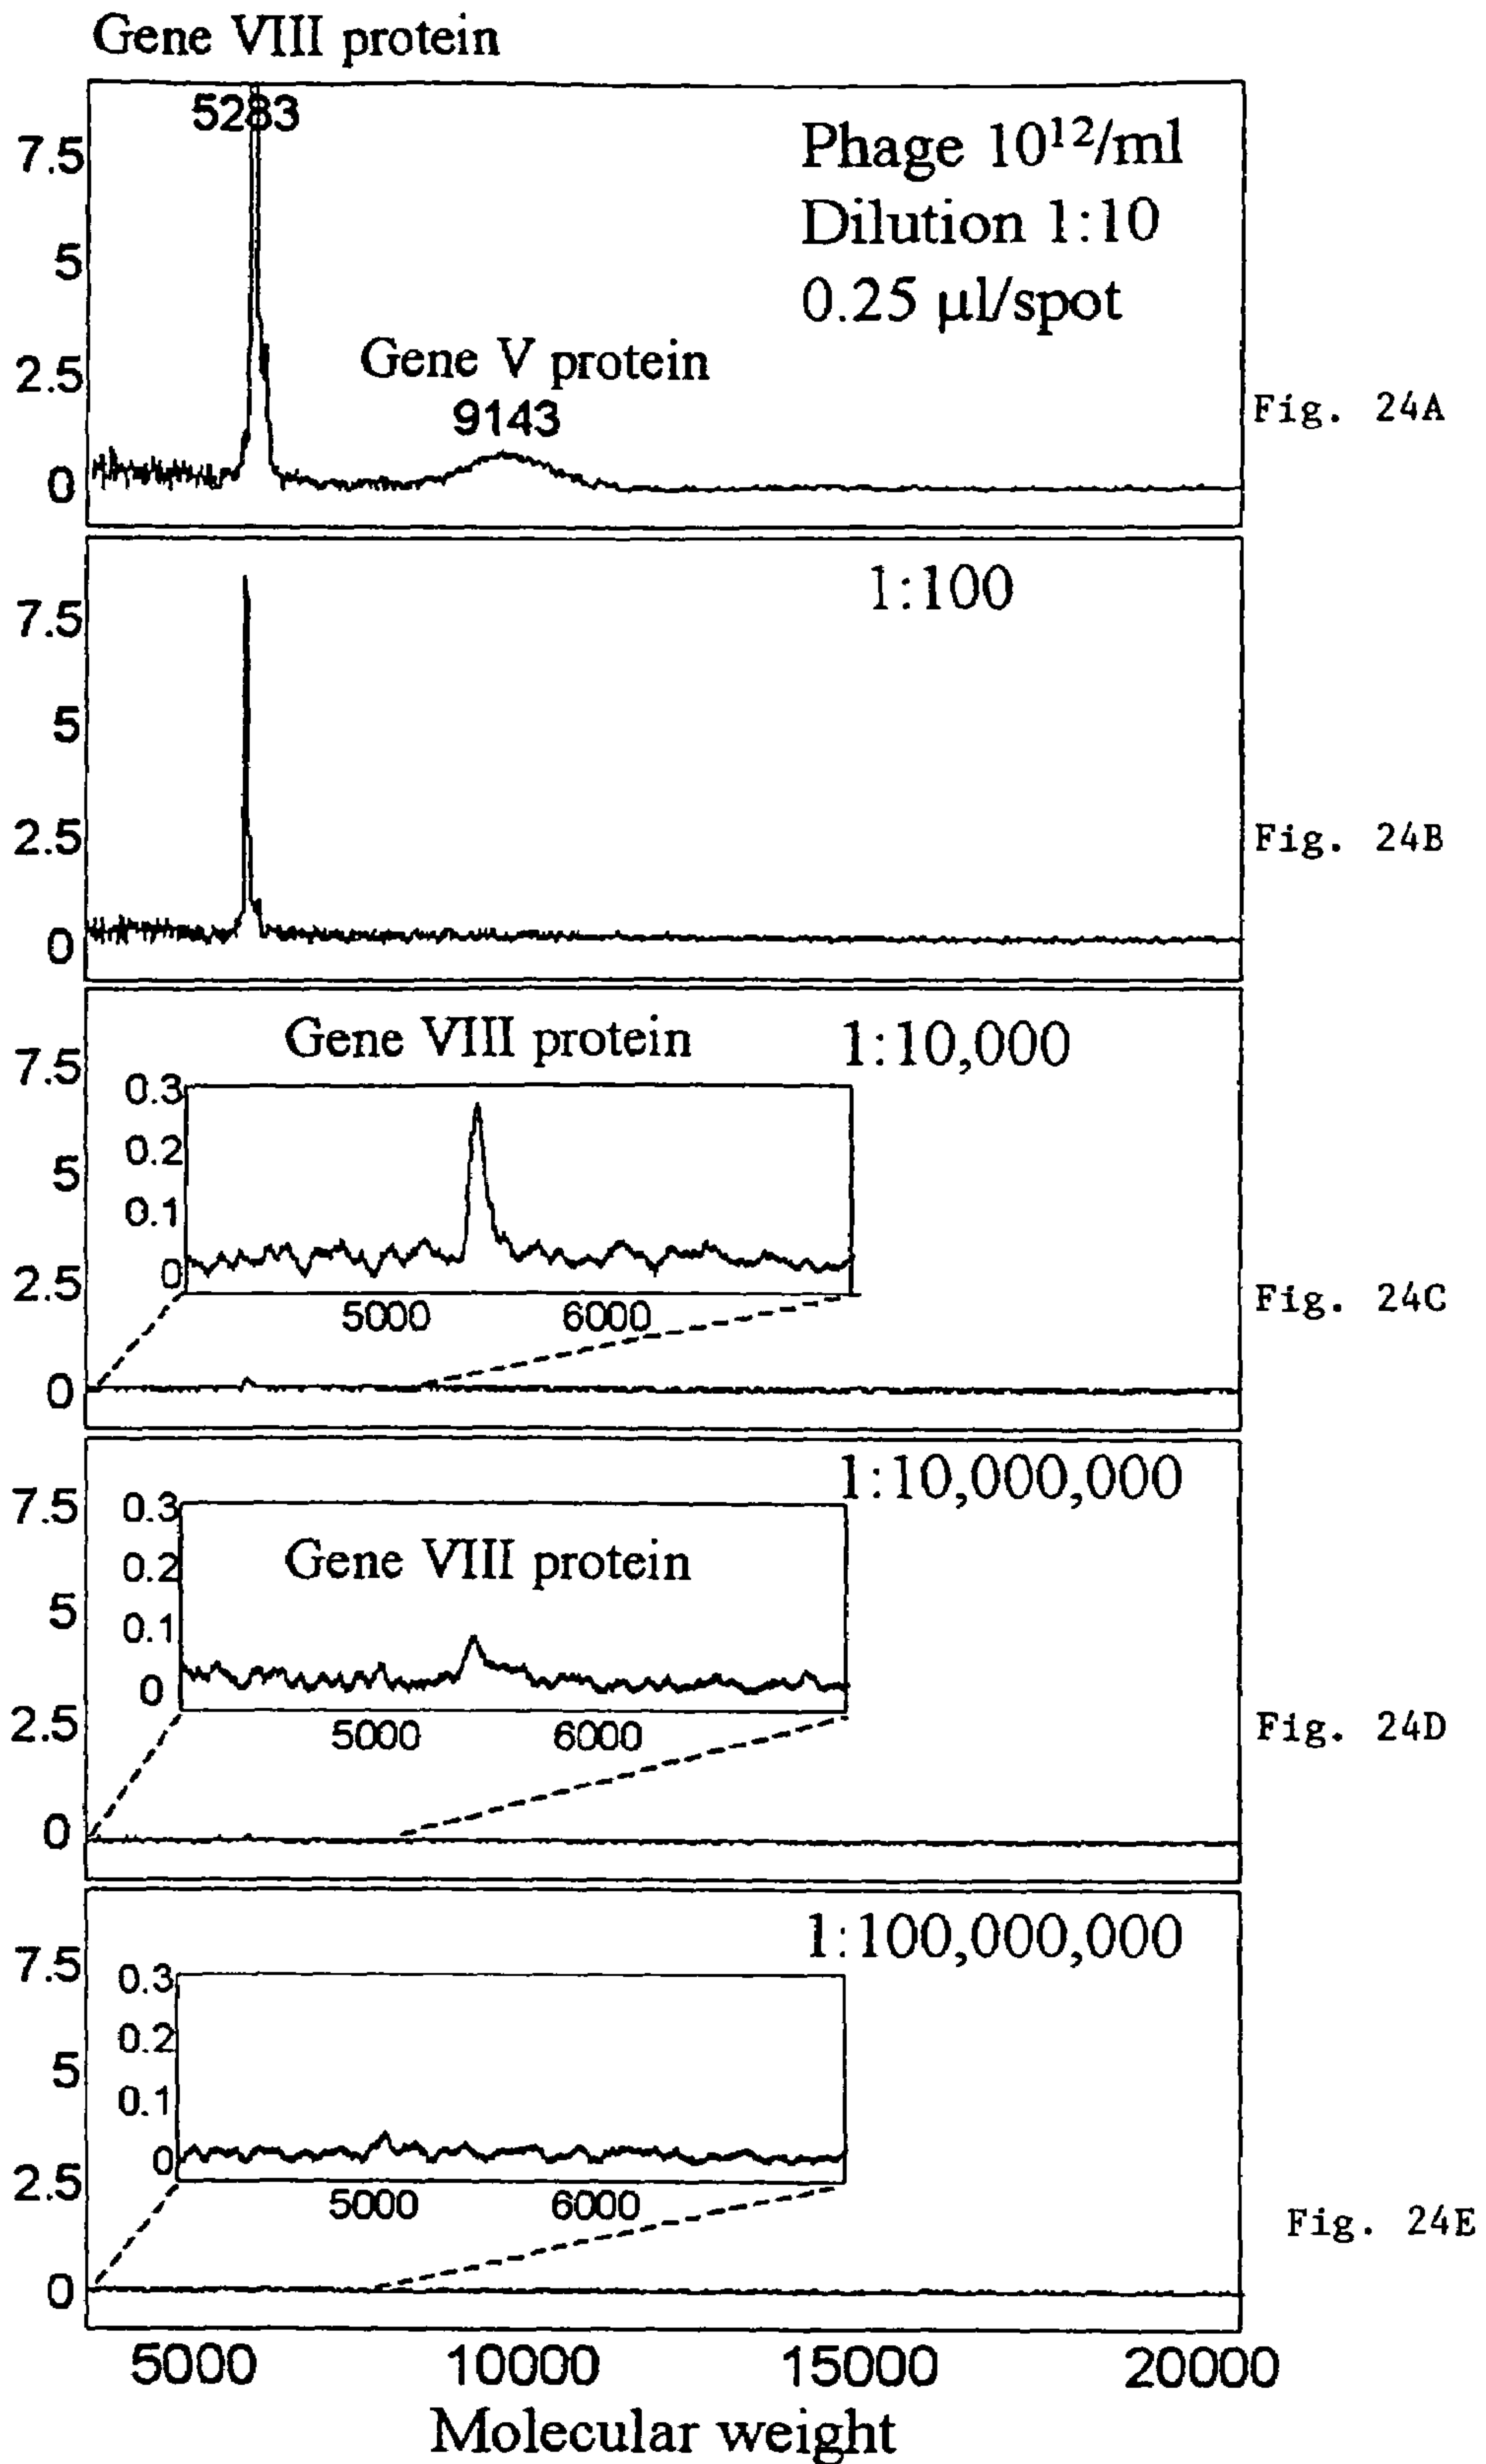 Gene VIII protein
5283
Phage 10¹²/ml
Dilution 1:10
0.25 µl/spot
Gene V protein
9143
7.5
5
2.5
0
Fig. 24A
1:100
7.5
5
2.5
0
Fig. 24B
Gene VIII protein
1:10,000
7.5
5
2.5
0
0.3
0.2
0.1
0
5000 6000
Fig. 24C
1:10,000,000
Gene VIII protein
7.5
5
2.5
0
0.3
0.2
0.1
0
5000 6000
Fig. 24D
1:100,000,000
7.5
5
2.5
0
0.3
0.2
0.1
0
5000 6000
Fig. 24E
5000 10000 15000 20000
Molecular weight